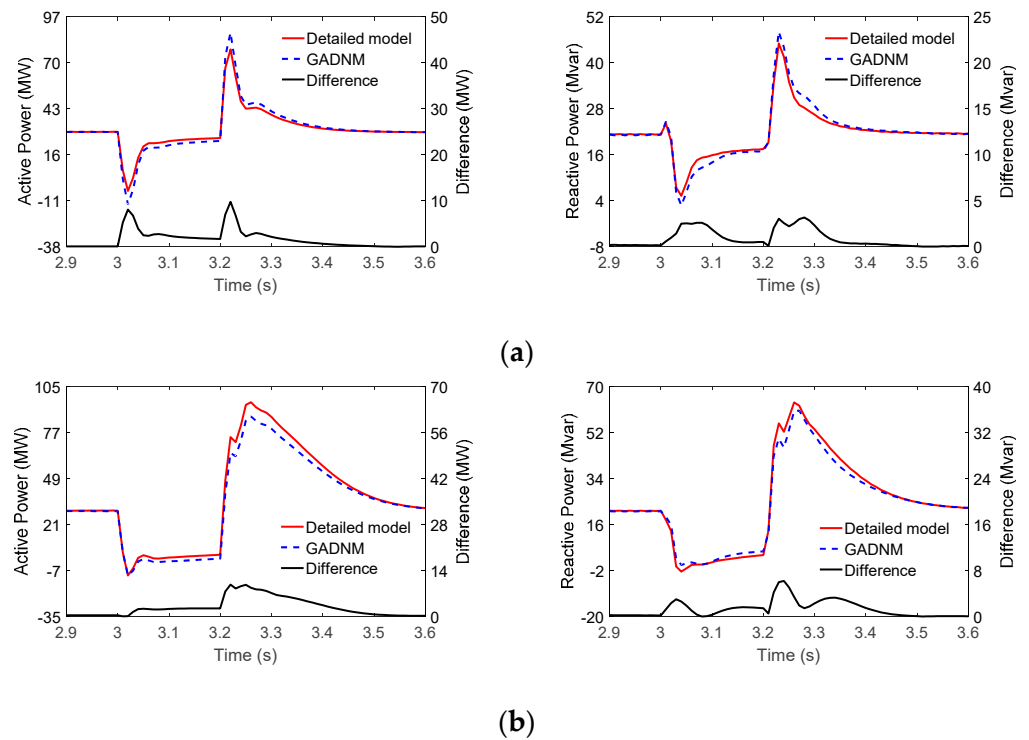 97
70
43
16
-11
-38
Active Power (MW)
50
40
30
20
10
0
Difference (MW)
Detailed model
GADNM
Difference
2.9 3 3.1 3.2 3.3 3.4 3.5 3.6
Time (s)
52
40
28
16
4
-8
Reactive Power (Mvar)
25
20
15
10
5
0
Difference (Mvar)
Detailed model
GADNM
Difference
2.9 3 3.1 3.2 3.3 3.4 3.5 3.6
Time (s)
(a)
105
77
49
21
-7
-35
Active Power (MW)
70
56
42
28
14
0
Difference (MW)
Detailed model
GADNM
Difference
2.9 3 3.1 3.2 3.3 3.4 3.5 3.6
Time (s)
70
52
34
16
-2
-20
Reactive Power (Mvar)
40
32
24
16
8
0
Difference (Mvar)
Detailed model
GADNM
Difference
2.9 3 3.1 3.2 3.3 3.4 3.5 3.6
Time (s)
(b)